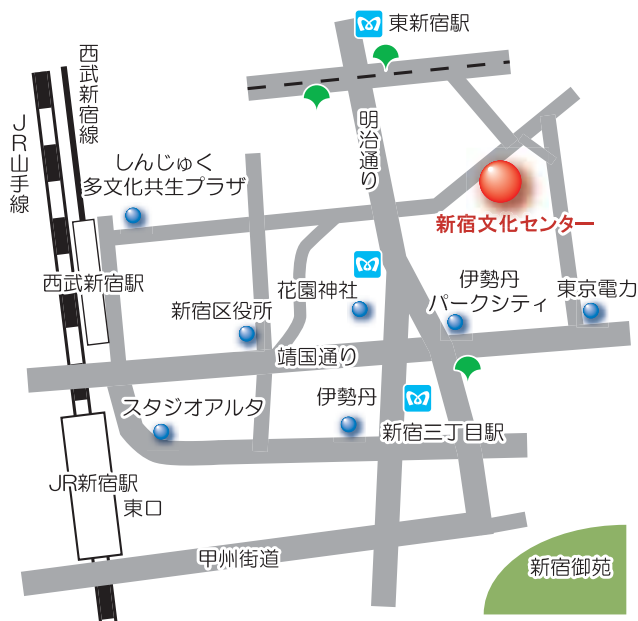 東新宿駅
西武新宿線
JR山手線
明治通り
しんじゅく
多文化共生プラザ
新宿文化センター
西武新宿駅
花園神社
伊勢丹
パークシティ
東京電力
新宿区役所
靖国通り
スタジオアルタ
伊勢丹
新宿三丁目駅
JR新宿駅
東口
甲州街道
新宿御苑